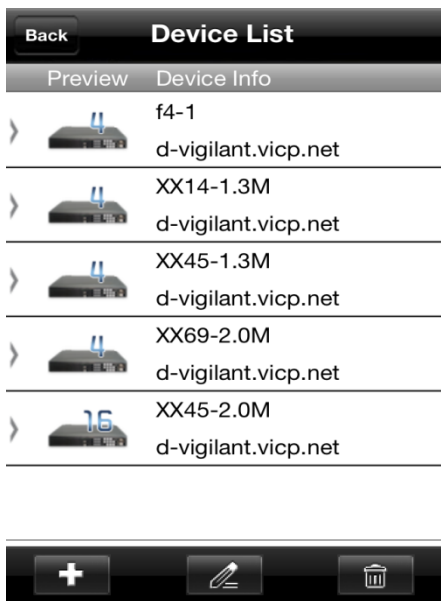 Back Device List
Preview Device Info
4 f4-1
d-vigilant.vicp.net
4 XX14-1.3M
d-vigilant.vicp.net
4 XX45-1.3M
d-vigilant.vicp.net
4 XX69-2.0M
d-vigilant.vicp.net
16 XX45-2.0M
d-vigilant.vicp.net